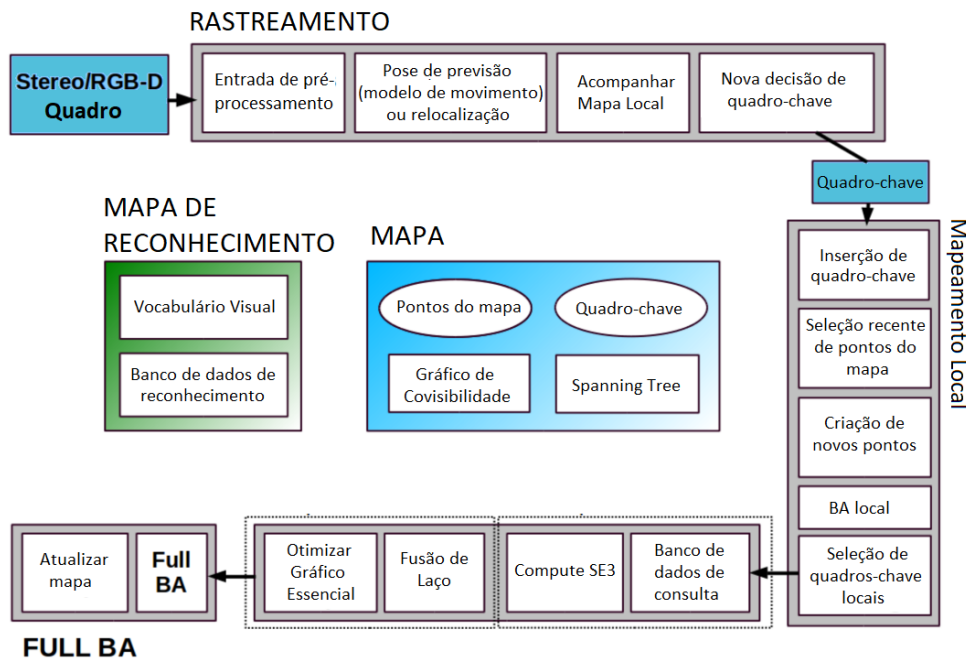 RASTREAMENTO
Stereo/RGB-D
Quadro
Entrada de pré-
processamento
Pose de previsão
(modelo de movimento)
ou relocalização
Acompanhar
Mapa Local
Nova decisão de
quadro-chave
Quadro-chave
MAPA DE
RECONHECIMENTO
Vocabulário Visual
Banco de dados de
reconhecimento
MAPA
Pontos do mapa
Quadro-chave
Gráfico de
Covisibilidade
Spanning Tree
Mapeamento Local
Inserção de
quadro-chave
Seleção recente
de pontos do
mapa
Criação de
novos pontos
BA local
Seleção de
quadros-chave
locais
Atualizar
mapa
Full
BA
Otimizar
Gráfico
Essencial
Fusão de
Laço
Compute SE3
Banco de
dados de
consulta
FULL BA